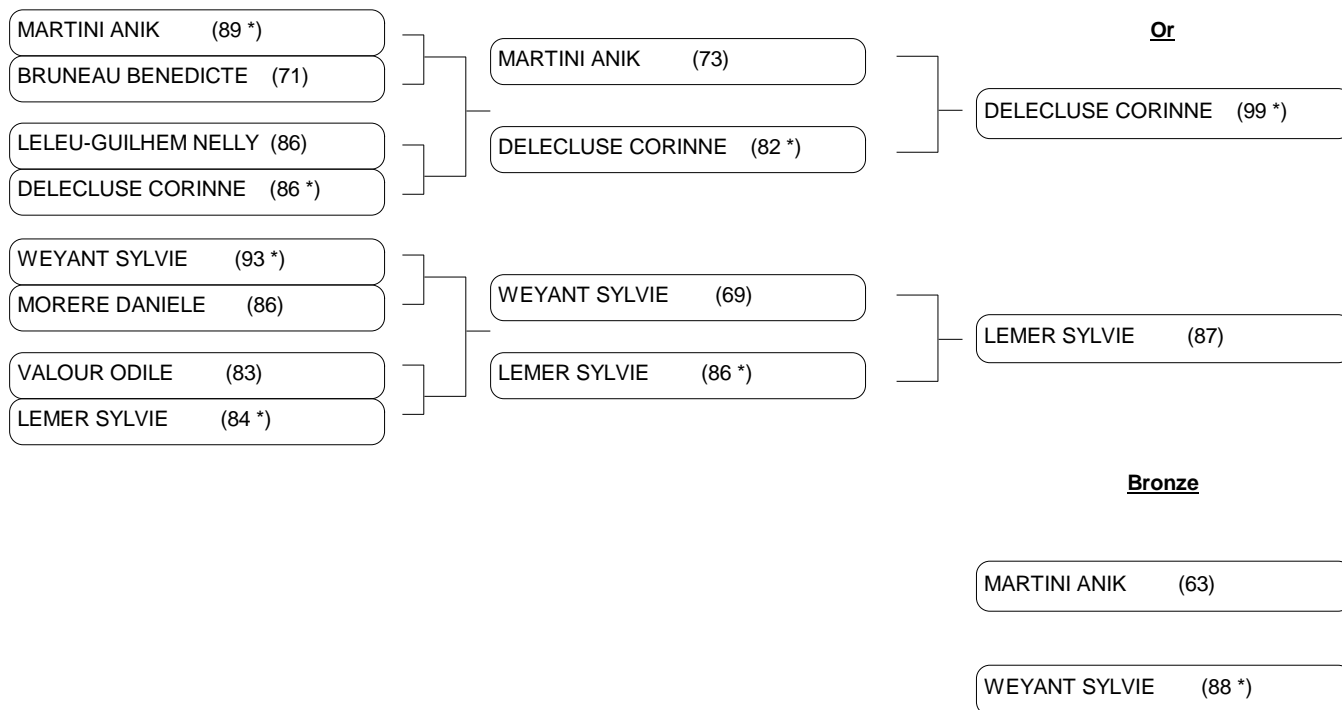 MARTINI ANIK (89 *)
BRUNEAU BENEDICTE (71)
LELEU-GUILHEM NELLY (86)
DELECLUSE CORINNE (86 *)
WEYANT SYLVIE (93 *)
MORERE DANIELE (86)
VALOUR ODILE (83)
LEMER SYLVIE (84 *)
MARTINI ANIK (73)
DELECLUSE CORINNE (82 *)
WEYANT SYLVIE (69)
LEMER SYLVIE (86 *)
Or
DELECLUSE CORINNE (99 *)
LEMER SYLVIE (87)
Bronze
MARTINI ANIK (63)
WEYANT SYLVIE (88 *)